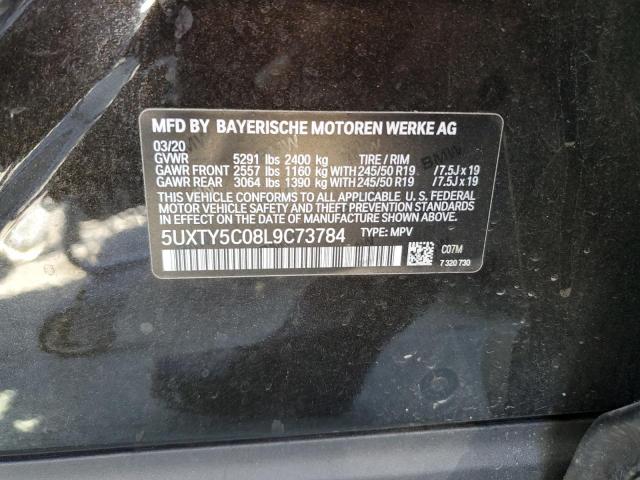 MFD BY BAYERISCHE MOTOREN WERKE AG
03/20
GVWR 5291 lbs 2400 kg TIRE / RIM
GAWR FRONT 2557 lbs 1160 kg WITH 245/50 R19 /7.5J x 19
GAWR REAR 3064 lbs 1390 kg WITH 245/50 R19 /7.5J x 19
THIS VEHICLE CONFORMS TO ALL APPLICABLE U. S. FEDERAL
MOTOR VEHICLE SAFETY AND THEFT PREVENTION STANDARDS
IN EFFECT ON THE DATE OF MANUFACTURE SHOWN ABOVE.
5UXTY5C08L9C73784 TYPE: MPV
C07M
7 320 730